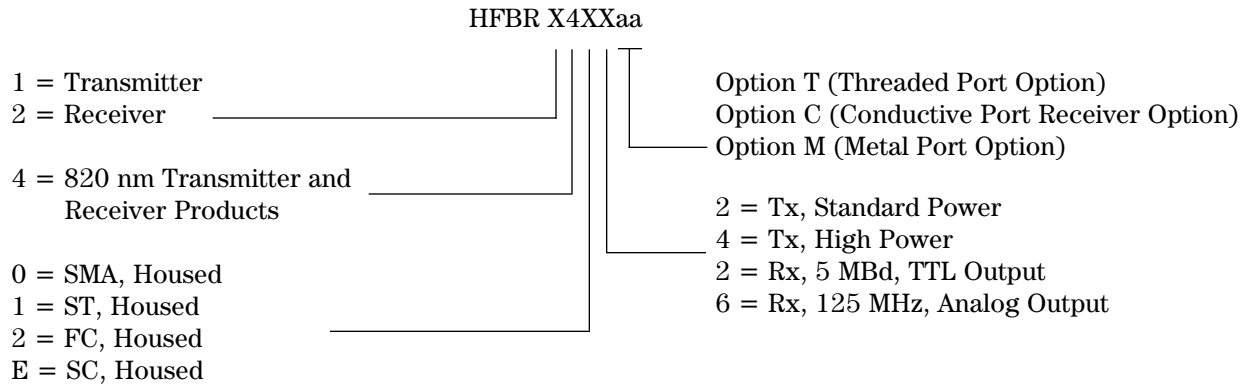 HFBR X4XXaa
1 = Transmitter
2 = Receiver
4 = 820 nm Transmitter and
Receiver Products
0 = SMA, Housed
1 = ST, Housed
2 = FC, Housed
E = SC, Housed
Option T (Threaded Port Option)
Option C (Conductive Port Receiver Option)
Option M (Metal Port Option)
2 = Tx, Standard Power
4 = Tx, High Power
2 = Rx, 5 MBd, TTL Output
6 = Rx, 125 MHz, Analog Output